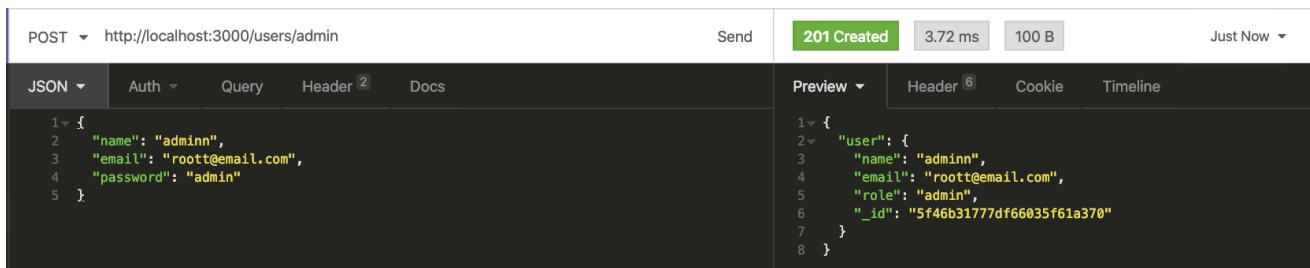 POST http://localhost:3000/users/admin Send
201 Created 3.72 ms 100 B Just Now
JSON Auth Query Header 2 Docs
Preview Header 6 Cookie Timeline
1 {
2 "name": "adminn",
3 "email": "roott@email.com",
4 "password": "admin"
5 }
1 {
2 "user": {
3 "name": "adminn",
4 "email": "roott@email.com",
5 "role": "admin",
6 "_id": "5f46b31777df66035f61a370"
7 }
8 }